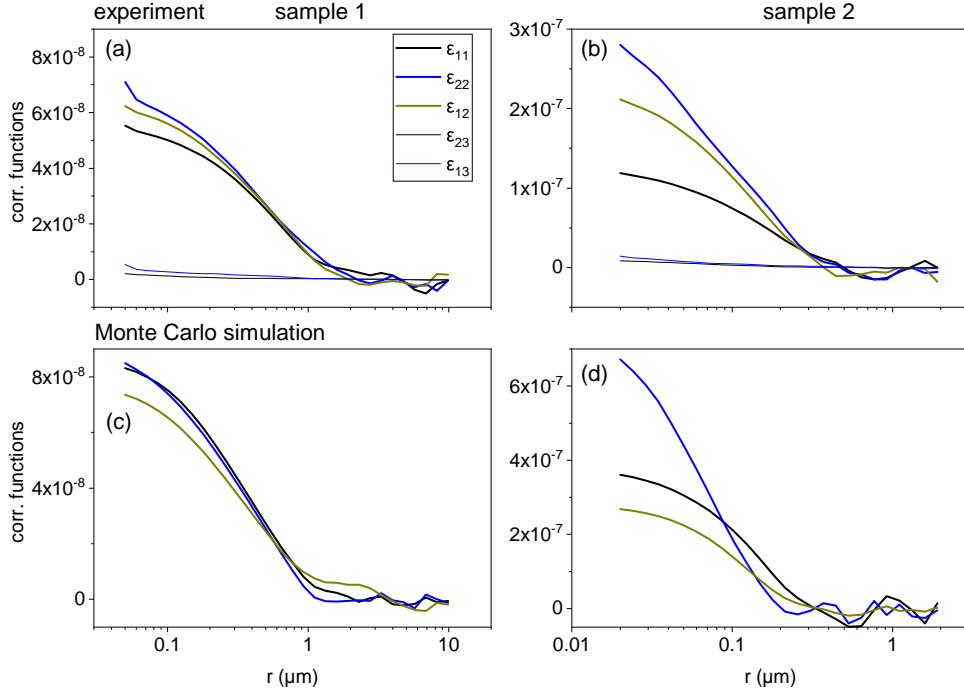 experiment sample 1 sample 2
(a) (b)
ε11
ε22
ε12
ε23
ε13
8x10-8
6x10-8
4x10-8
2x10-8
0
corr. functions
3x10-7
2x10-7
1x10-7
0
Monte Carlo simulation
(c) (d)
8x10-8
4x10-8
0
corr. functions
6x10-7
4x10-7
2x10-7
0
0.1 1 10
r (µm)
0.01 0.1 1
r (µm)